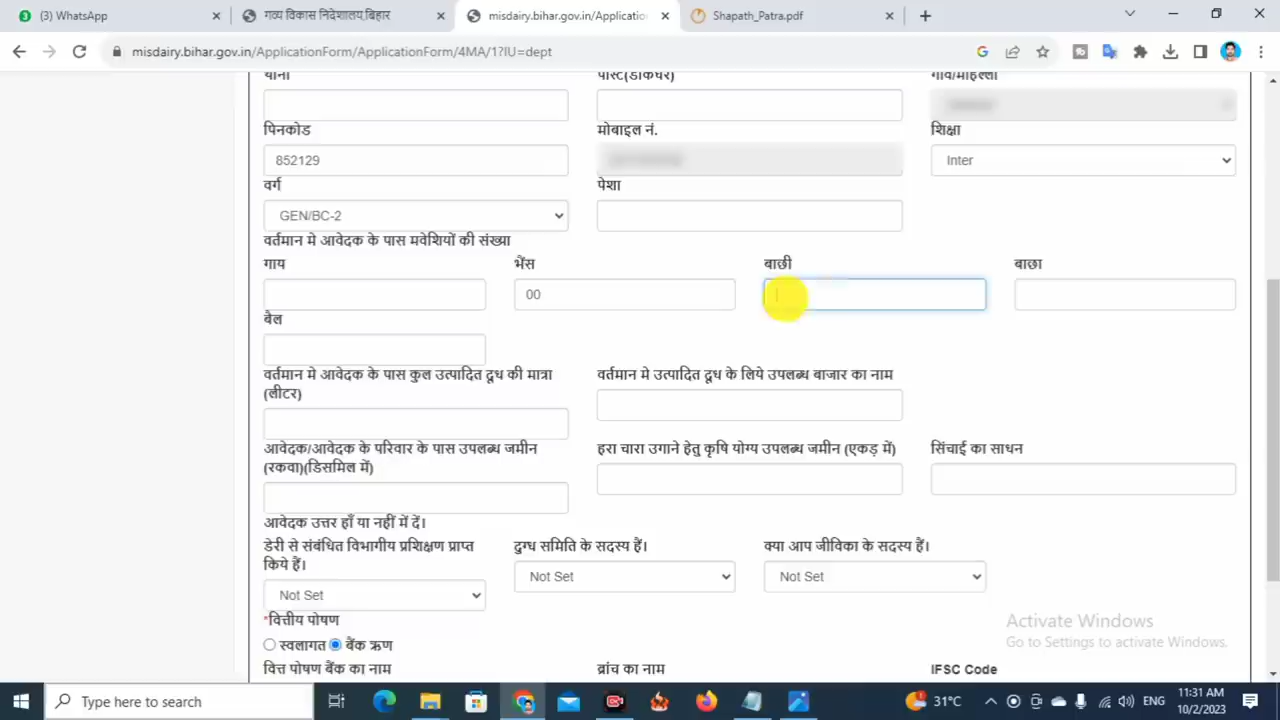 WhatsApp
गव्य विकास निदेशालय,बिहार
misdairy.bihar.gov.in/Applicatio
Shapath_Patra.pdf
misdairy.bihar.gov.in/ApplicationForm/ApplicationForm/4MA/1?IU=dept
थाना पोस्ट(डाकघर) गाँव/मोहल्ला
पिनकोड मोबाइल नं. शिक्षा
852129 Inter
वर्ग पेशा
GEN/BC-2
वर्तमान मे आवेदक के पास मवेशियों की संख्या
गाय भैंस बाछी बाछा
00
बैल
वर्तमान मे आवेदक के पास कुल उत्पादित दूध की मात्रा (लीटर)
वर्तमान मे उत्पादित दूध के लिये उपलब्ध बाजार का नाम
आवेदक/आवेदक के परिवार के पास उपलब्ध जमीन (रकवा)(डिसमिल में)
हरा चारा उगाने हेतु कृषि योग्य उपलब्ध जमीन (एकड़ में)
सिंचाई का साधन
आवेदक उत्तर हाँ या नहीं में दें।
डेरी से संबंधित विभागीय प्रशिक्षण प्राप्त किये हैं।
दुग्ध समिति के सदस्य हैं।
क्या आप जीविका के सदस्य हैं।
Not Set Not Set Not Set
*वित्तीय पोषण
स्वलागत बैंक ऋण
वित्त पोषण बैंक का नाम ब्रांच का नाम IFSC Code
Activate Windows
Go to Settings to activate Windows.
Type here to search
31°C
ENG
11:31 AM
10/2/2023